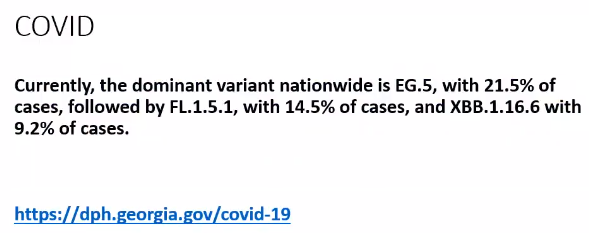 COVID
Currently, the dominant variant nationwide is EG.5, with 21.5% of
cases, followed by FL.1.5.1, with 14.5% of cases, and XBB.1.16.6 with
9.2% of cases.
https://dph.georgia.gov/covid-19